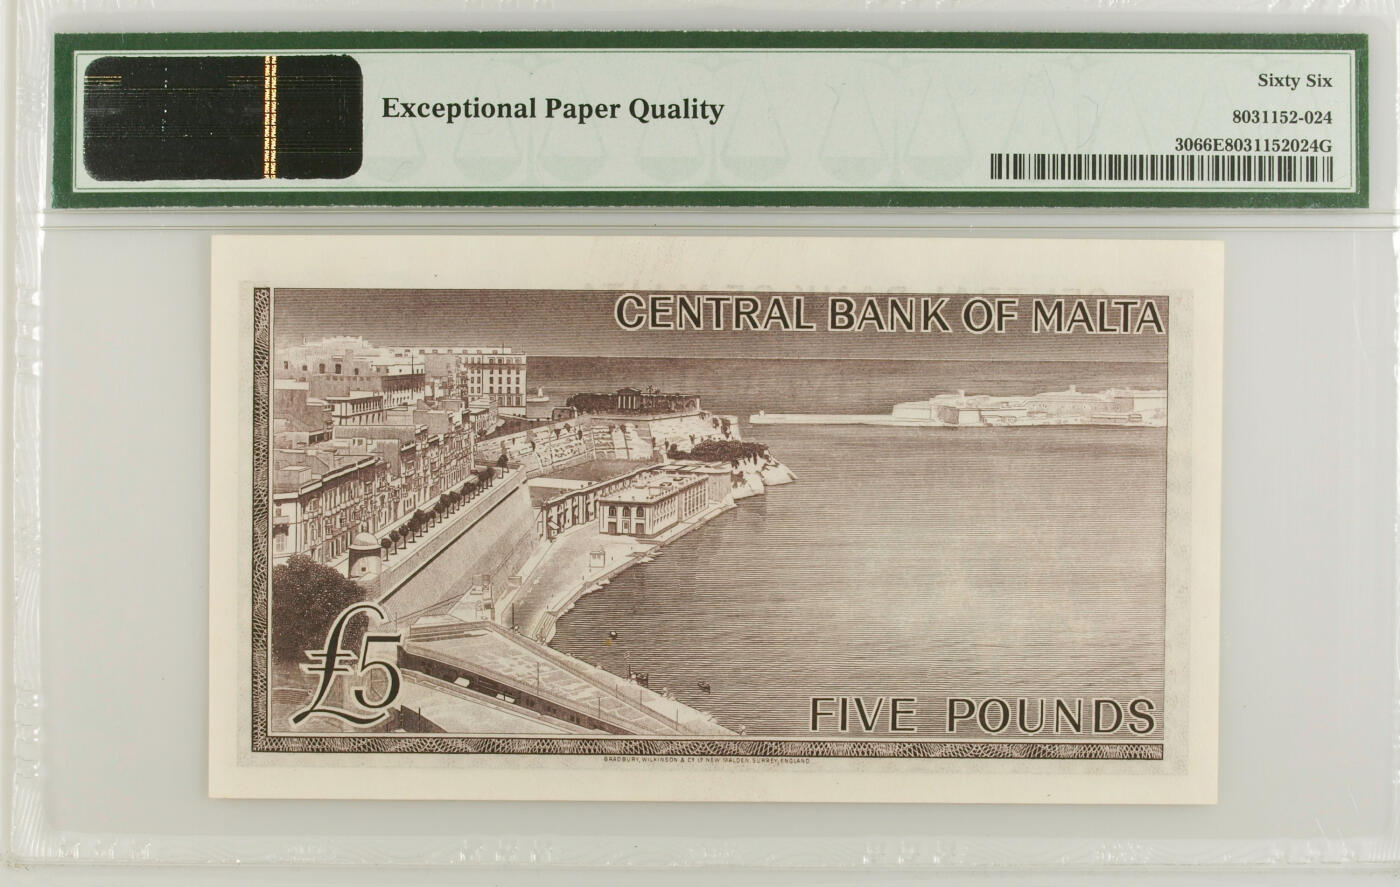 Exceptional Paper Quality
Sixty Six
8031152-024
3066E8031152024G
CENTRAL BANK OF MALTA
£5
FIVE POUNDS
BRADBURY, WILKINSON & Cº Lº NEW MALDEN, SURREY, ENGLAND